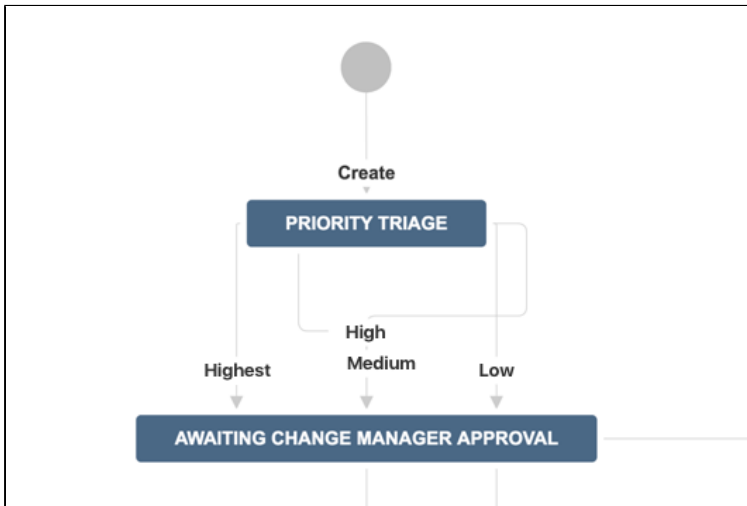 Create
PRIORITY TRIAGE
High
Medium
Highest
Low
AWAITING CHANGE MANAGER APPROVAL